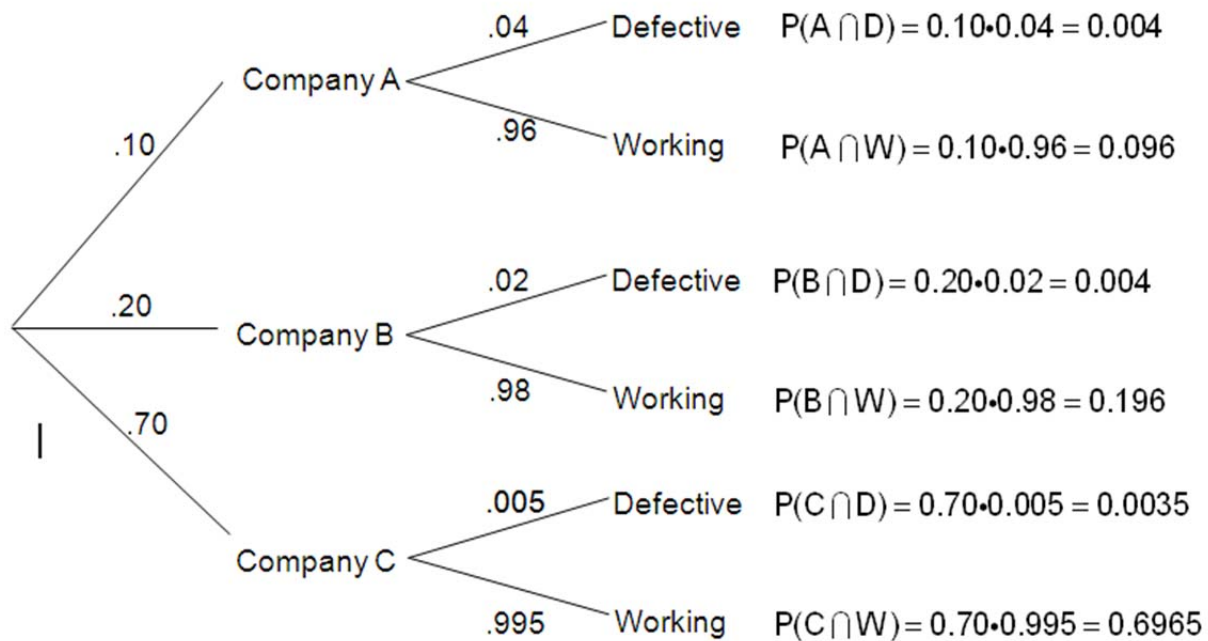 .04 Defective P(A ∩ D) = 0.10•0.04 = 0.004
Company A
.10 .96 Working P(A ∩ W) = 0.10•0.96 = 0.096
.02 Defective P(B ∩ D) = 0.20•0.02 = 0.004
.20 Company B
.98 Working P(B ∩ W) = 0.20•0.98 = 0.196
.70
.005 Defective P(C ∩ D) = 0.70•0.005 = 0.0035
Company C
.995 Working P(C ∩ W) = 0.70•0.995 = 0.6965